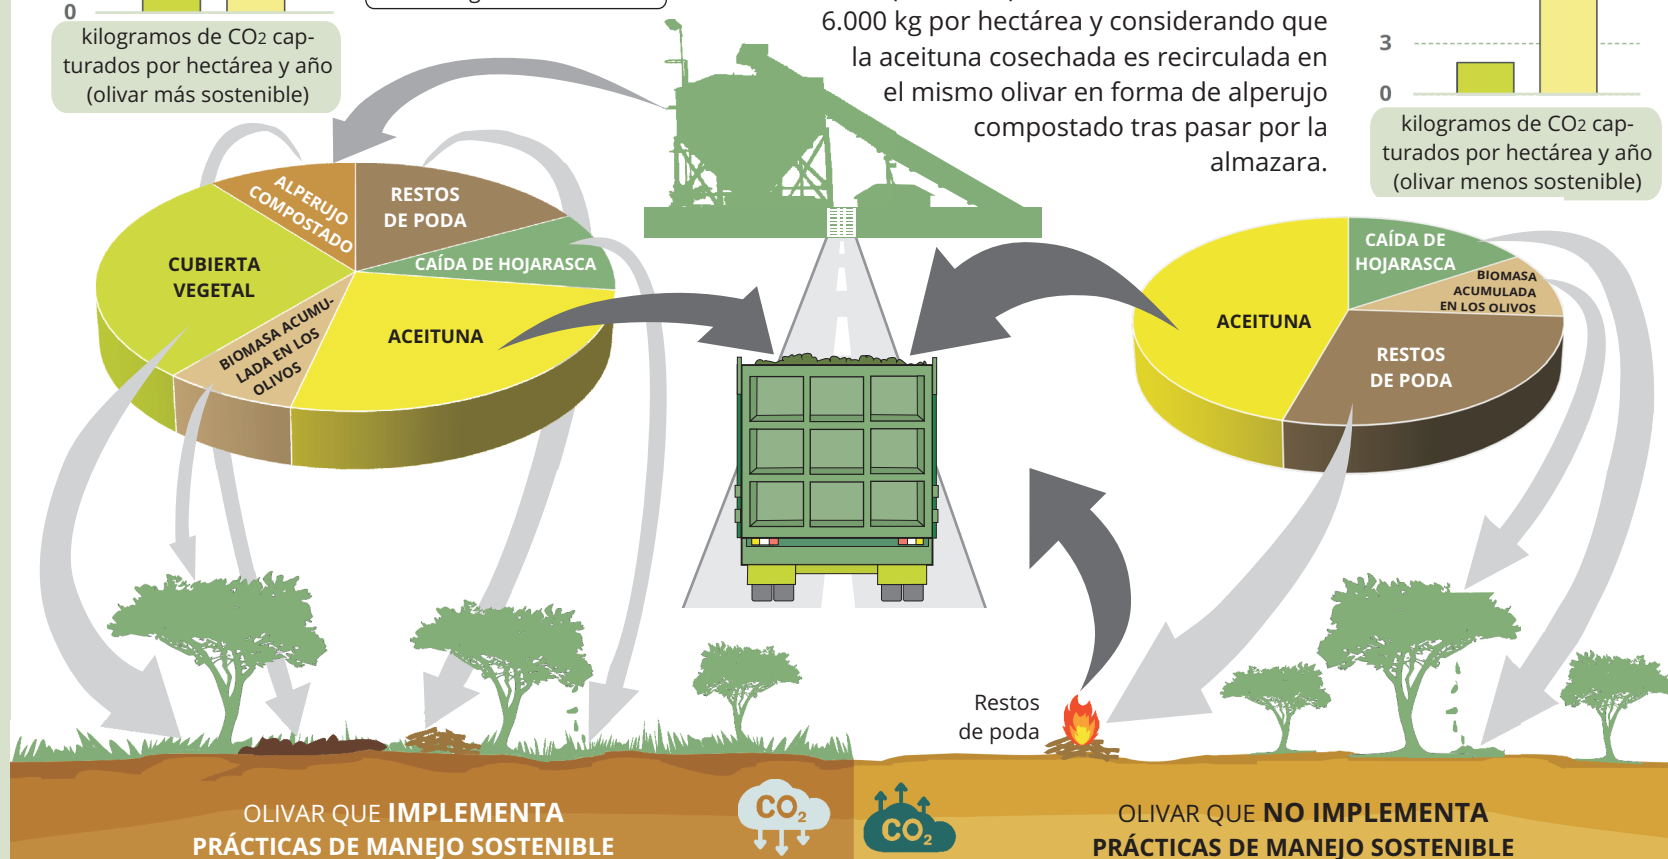 0
kilogramos de CO2 cap-
turados por hectárea y año
(olivar más sostenible)
6.000 kg por hectárea y considerando que
la aceituna cosechada es recirculada en
el mismo olivar en forma de alperujo
compostado tras pasar por la
almazara.
3
0
kilogramos de CO2 cap-
turados por hectárea y año
(olivar menos sostenible)
ALPERUJO
COMPOSTADO
RESTOS
DE PODA
CAÍDA DE HOJARASCA
CUBIERTA
VEGETAL
BIOMASA ACUMU-
LADA EN LOS
OLIVOS
ACEITUNA
CAÍDA DE
HOJARASCA
BIOMASA
ACUMULADA
EN LOS OLIVOS
ACEITUNA
RESTOS
DE PODA
Restos
de poda
OLIVAR QUE IMPLEMENTA
PRÁCTICAS DE MANEJO SOSTENIBLE
CO2
CO2
OLIVAR QUE NO IMPLEMENTA
PRÁCTICAS DE MANEJO SOSTENIBLE